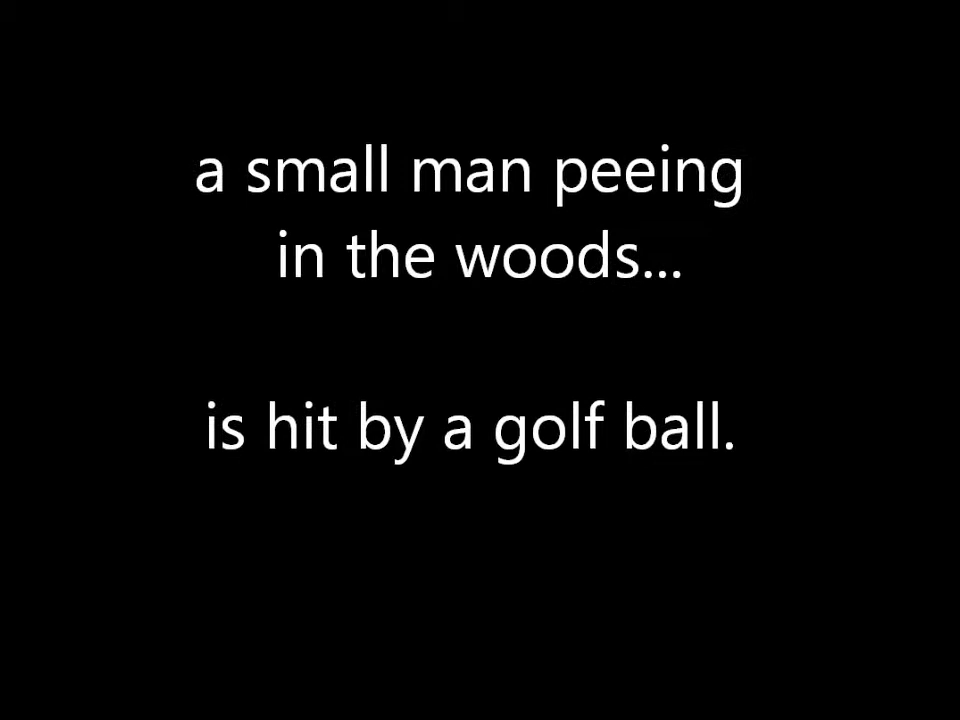 a small man peeing
in the woods...
is hit by a golf ball.